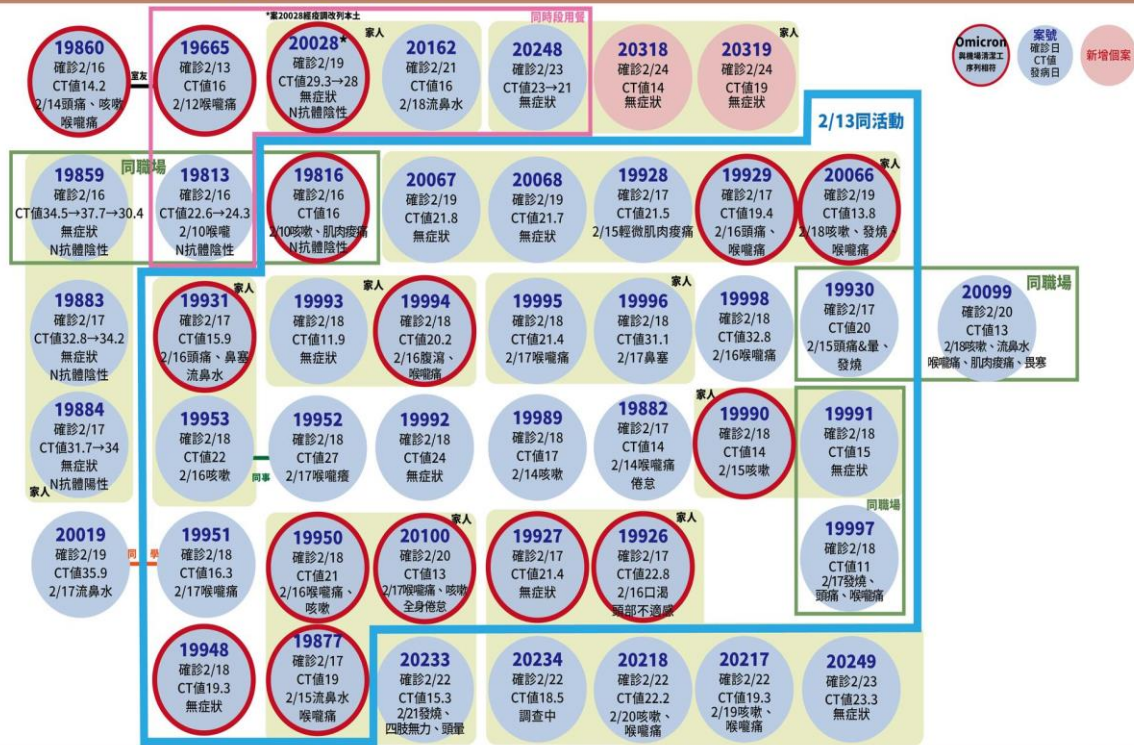 *案20028經疫調改列本土
同時段用餐
Omicron
與機場清潔工
序列相符
案號
確診日
CT值
發病日
新增個案
19860
確診2/16
CT值14.2
2/14頭痛、咳嗽
喉嚨痛
室友
19665
確診2/13
CT值16
2/12喉嚨痛
20028*
確診2/19
CT值29.3→28
無症狀
N抗體陰性
家人
20162
確診2/21
CT值16
2/18流鼻水
20248
確診2/23
CT值23→21
無症狀
20318
確診2/24
CT值14
無症狀
20319
確診2/24
CT值19
無症狀
家人
2/13同活動
同職場
19859
確診2/16
CT值34.5→37.7→30.4
無症狀
N抗體陰性
19813
確診2/16
CT值22.6→24.3
2/10喉嚨
N抗體陰性
19816
確診2/16
CT值16
2/10咳嗽、肌肉痠痛
N抗體陰性
20067
確診2/19
CT值21.8
無症狀
20068
確診2/19
CT值21.7
無症狀
19928
確診2/17
CT值21.5
2/15輕微肌肉痠痛
19929
確診2/17
CT值19.4
2/16頭痛、
喉嚨痛
家人
20066
確診2/19
CT值13.8
2/18咳嗽、發燒、
喉嚨痛
19883
確診2/17
CT值32.8→34.2
無症狀
N抗體陰性
19931
確診2/17
CT值15.9
2/16頭痛、鼻塞
流鼻水
家人
19993
確診2/18
CT值11.9
無症狀
家人
19994
確診2/18
CT值20.2
2/16腹瀉、
喉嚨痛
19995
確診2/18
CT值21.4
2/17喉嚨痛
家人
19996
確診2/18
CT值31.1
2/17鼻塞
19998
確診2/18
CT值32.8
2/16喉嚨痛
19930
確診2/17
CT值20
2/15頭痛&暈、
發燒
同職場
20099
確診2/20
CT值13
2/18咳嗽、流鼻水
喉嚨痛、肌肉痠痛、畏寒
19884
確診2/17
CT值31.7→34
無症狀
N抗體陽性
家人
19953
確診2/18
CT值22
2/16咳嗽
同事
19952
確診2/18
CT值27
2/17喉嚨癢
19992
確診2/18
CT值24
無症狀
19989
確診2/18
CT值17
2/14咳嗽
19882
確診2/17
CT值14
2/14喉嚨痛
倦怠
家人
19990
確診2/18
CT值14
2/15咳嗽
19991
確診2/18
CT值15
無症狀
同職場
20019
確診2/19
CT值35.9
2/17流鼻水
同學
19951
確診2/18
CT值16.3
2/17喉嚨痛
19950
確診2/18
CT值21
2/16喉嚨痛、
咳嗽
家人
20100
確診2/20
CT值13
2/17喉嚨痛、咳嗽
全身倦怠
19927
確診2/17
CT值21.4
無症狀
家人
19926
確診2/17
CT值22.8
2/16口渴
頭部不適感
19997
確診2/18
CT值11
2/17發燒、
頭痛、喉嚨痛
19948
確診2/18
CT值19.3
無症狀
19877
確診2/17
CT值19
2/15流鼻水
喉嚨痛
20233
確診2/22
CT值15.3
2/21發燒、
四肢無力、頭暈
20234
確診2/22
CT值18.5
調查中
20218
確診2/22
CT值22.2
2/20咳嗽、
喉嚨痛
20217
確診2/22
CT值19.3
2/19咳嗽、
喉嚨痛
20249
確診2/23
CT值23.3
無症狀